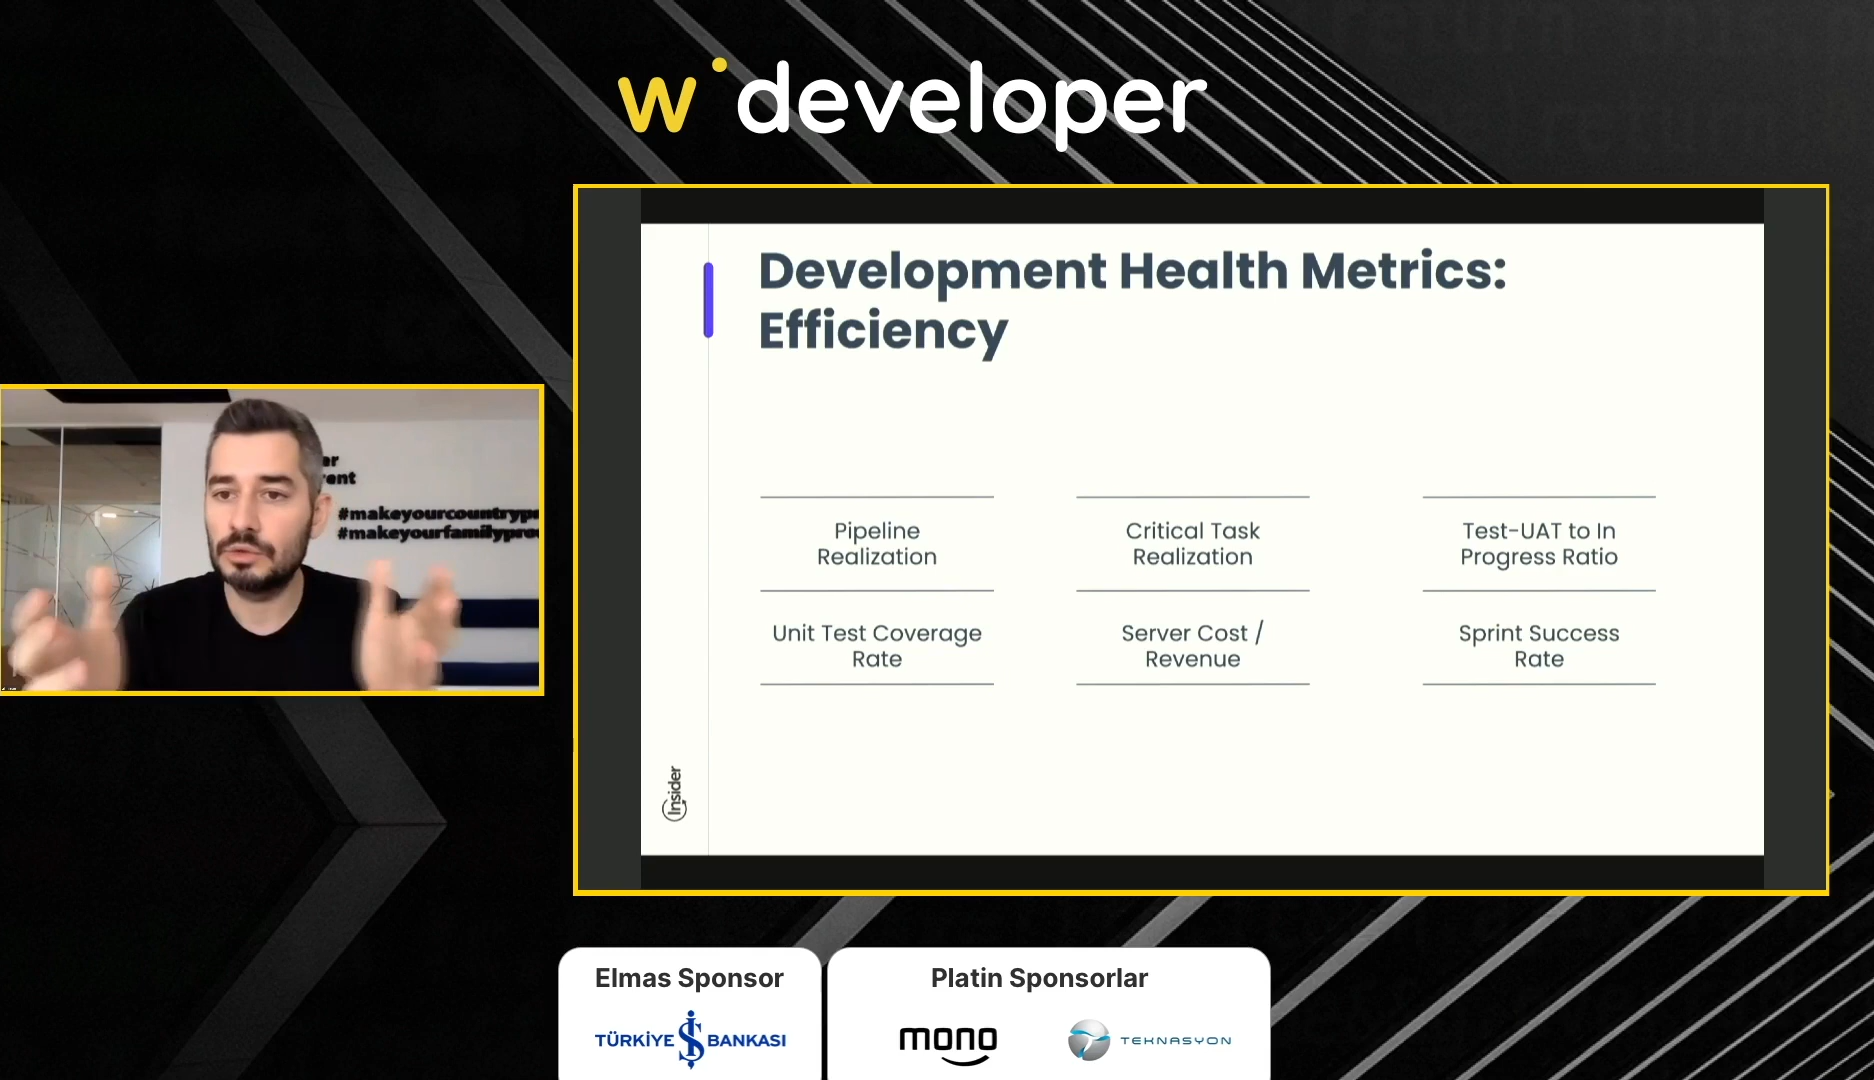 w developer
Development Health Metrics:
Efficiency
Pipeline
Realization
Critical Task
Realization
Test-UAT to In
Progress Ratio
Unit Test Coverage
Rate
Server Cost /
Revenue
Sprint Success
Rate
Insider
#makeyourcountrypr
#makeyourfamilypro
Elmas Sponsor
TÜRKİYE İŞ BANKASI
Platin Sponsorlar
mono
TEKNASYON